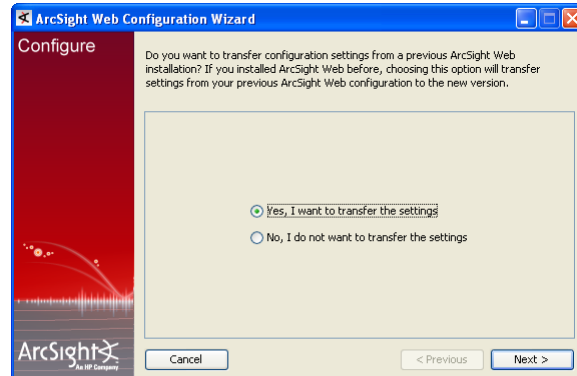 ArcSight Web Configuration Wizard
Configure
Do you want to transfer configuration settings from a previous ArcSight Web
installation? If you installed ArcSight Web before, choosing this option will transfer
settings from your previous ArcSight Web configuration to the new version.
Yes, I want to transfer the settings
No, I do not want to transfer the settings
ArcSight
An HP Company
Cancel
< Previous
Next >